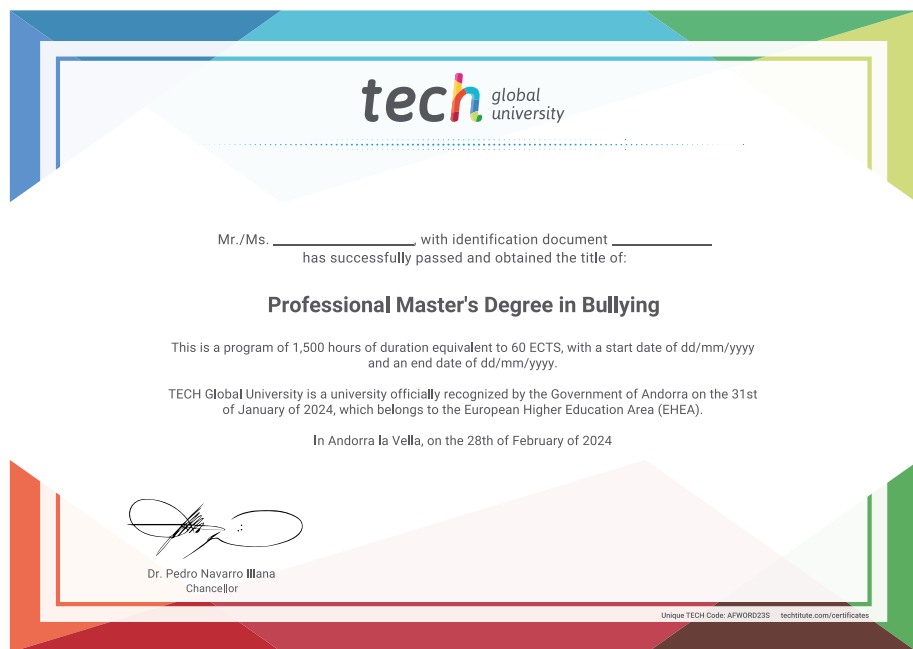 tech global university
Mr./Ms. ____________, with identification document ____________
has successfully passed and obtained the title of:
Professional Master's Degree in Bullying
This is a program of 1,500 hours of duration equivalent to 60 ECTS, with a start date of dd/mm/yyyy
and an end date of dd/mm/yyyy.
TECH Global University is a university officially recognized by the Government of Andorra on the 31st
of January of 2024, which belongs to the European Higher Education Area (EHEA).
In Andorra la Vella, on the 28th of February of 2024
Dr. Pedro Navarro Illana
Chancellor
Unique TECH Code: AFWORD23S techtitute.com/certificates